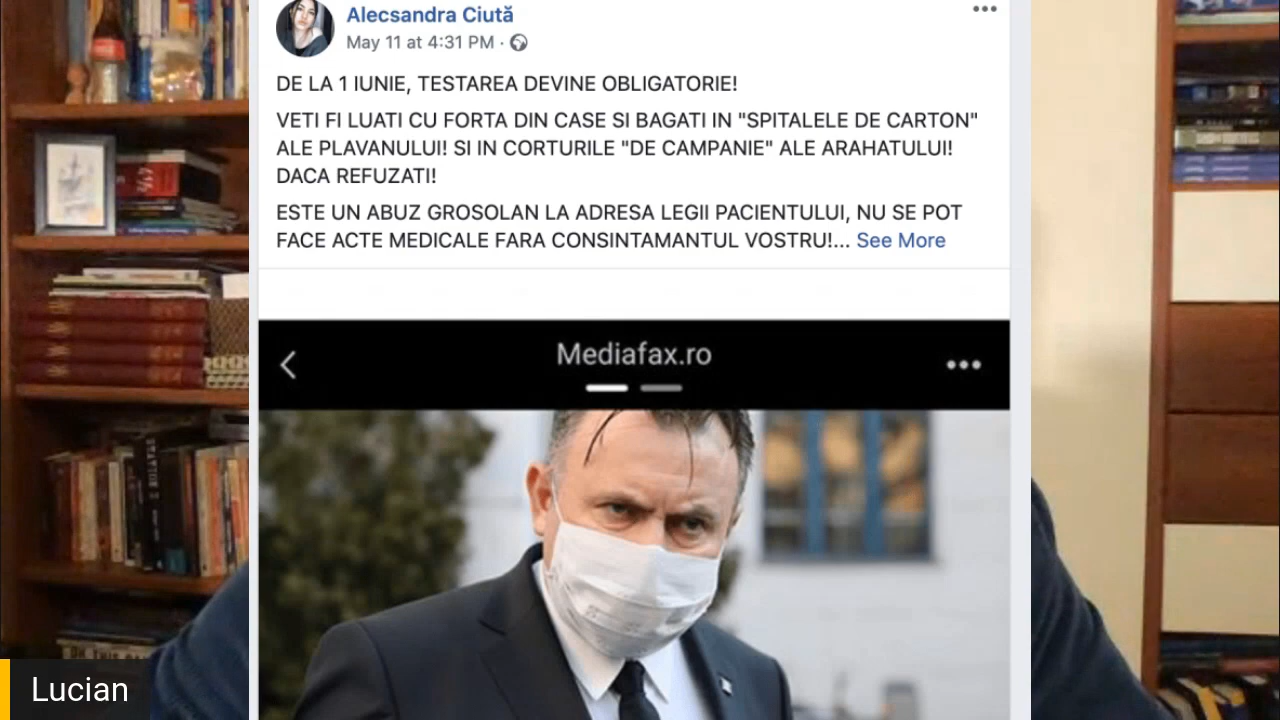 Alecsandra Ciută
May 11 at 4:31 PM ·
DE LA 1 IUNIE, TESTAREA DEVINE OBLIGATORIE!
VETI FI LUATI CU FORTA DIN CASE SI BAGATI IN "SPITALELE DE CARTON"
ALE PLAVANULUI! SI IN CORTURILE "DE CAMPANIE" ALE ARAHATULUI!
DACA REFUZATI!
ESTE UN ABUZ GROSOLAN LA ADRESA LEGII PACIENTULUI, NU SE POT
FACE ACTE MEDICALE FARA CONSINTAMANTUL VOSTRU!... See More
Mediafax.ro
Lucian